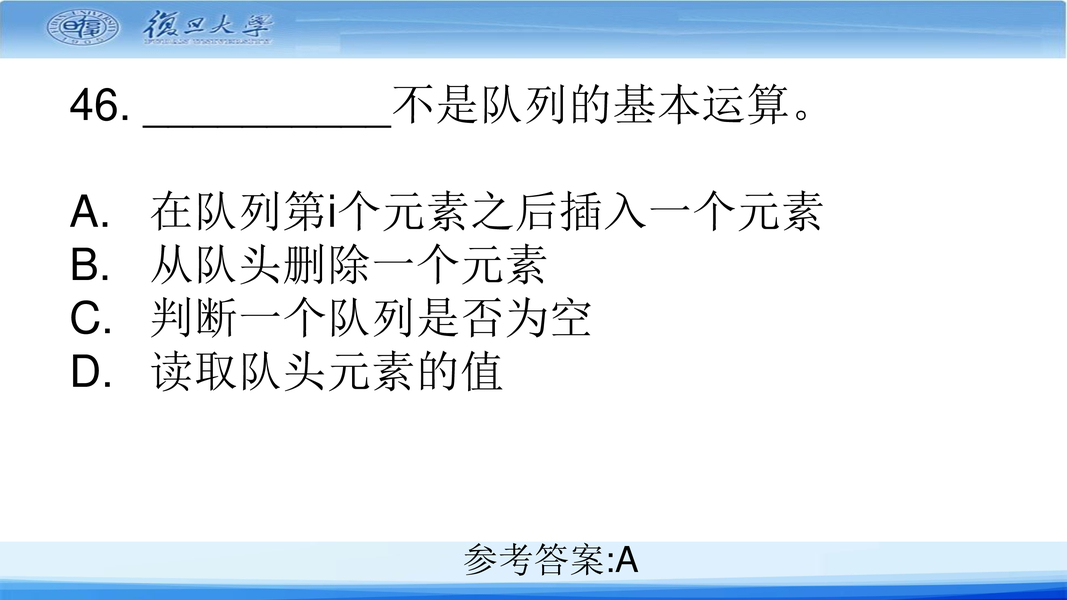 復旦大學
FUDAN UNIVERSITY
46. ___________不是队列的基本运算。
A. 在队列第i个元素之后插入一个元素
B. 从队头删除一个元素
C. 判断一个队列是否为空
D. 读取队头元素的值
参考答案:A